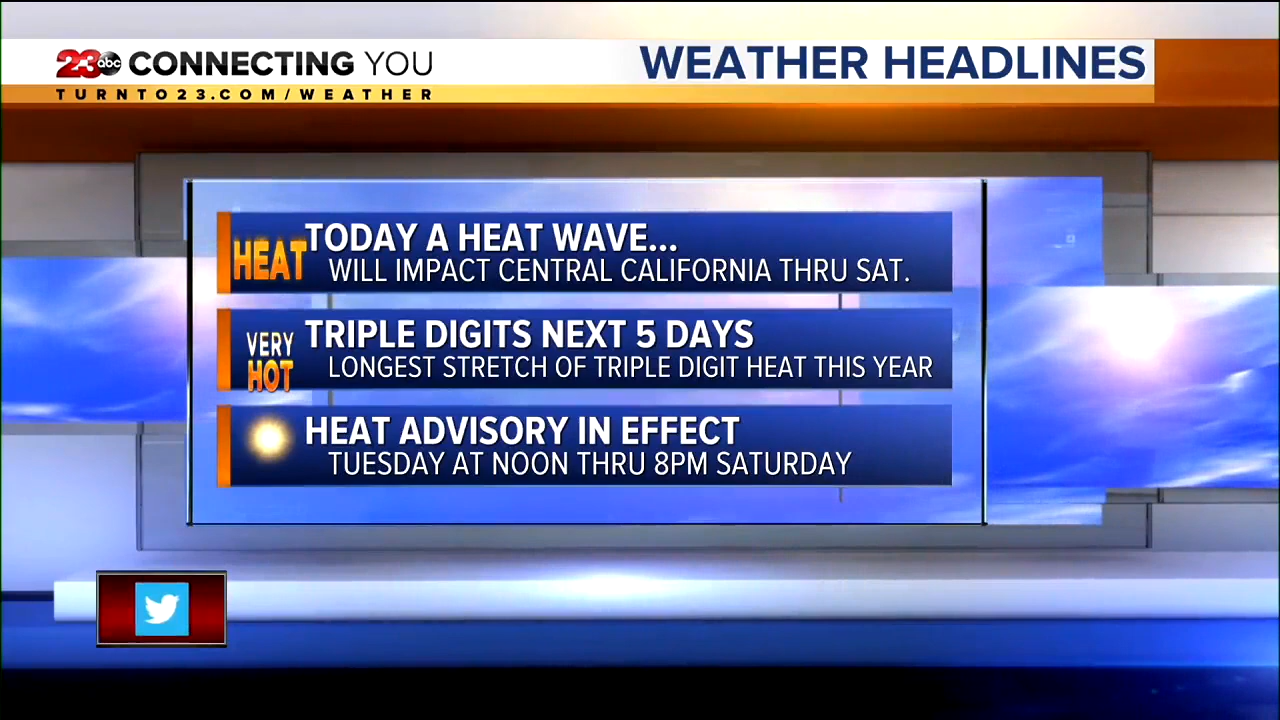 23 abc CONNECTING YOU
TURNTO23.COM/WEATHER
WEATHER HEADLINES
HEAT
TODAY A HEAT WAVE...
WILL IMPACT CENTRAL CALIFORNIA THRU SAT.
VERY
HOT
TRIPLE DIGITS NEXT 5 DAYS
LONGEST STRETCH OF TRIPLE DIGIT HEAT THIS YEAR
HEAT ADVISORY IN EFFECT
TUESDAY AT NOON THRU 8PM SATURDAY